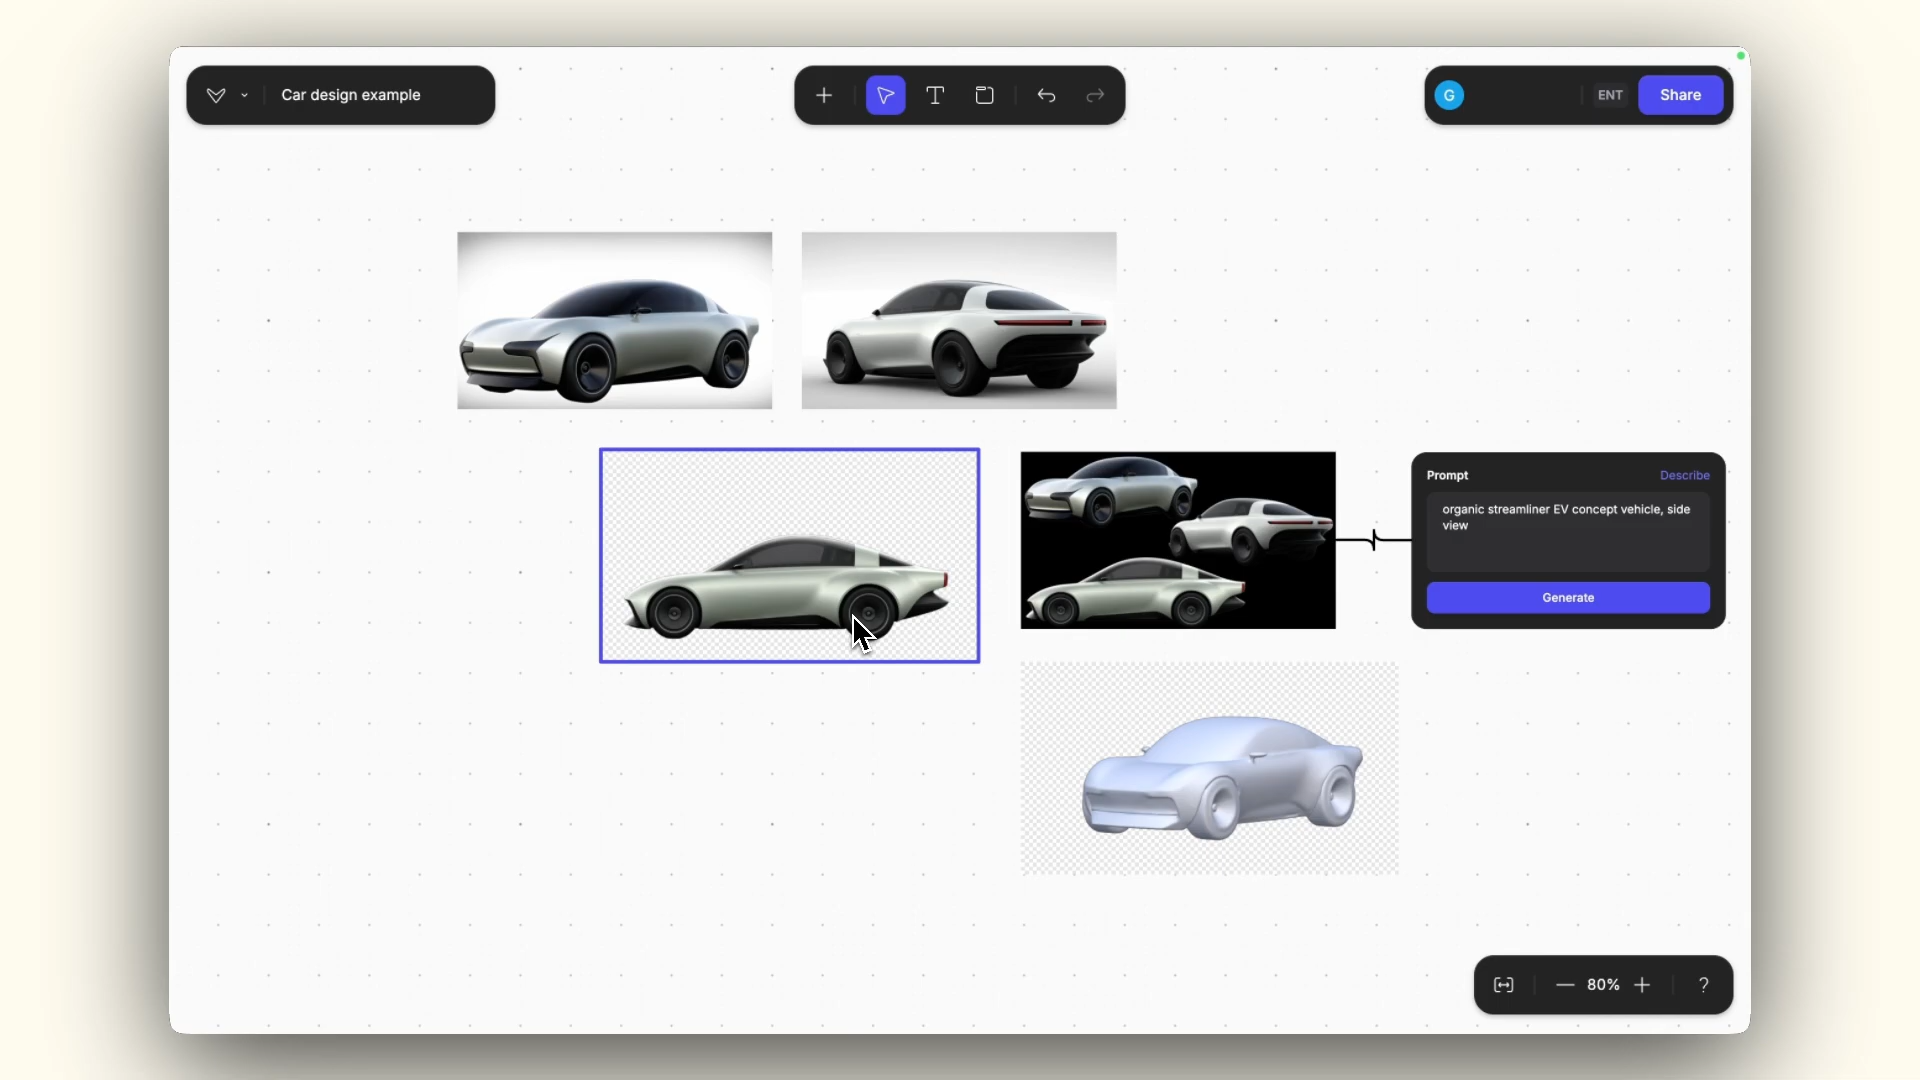 Car design example
G
ENT
Share
Prompt
Describe
organic streamliner EV concept vehicle, side
view
Generate
80%
?